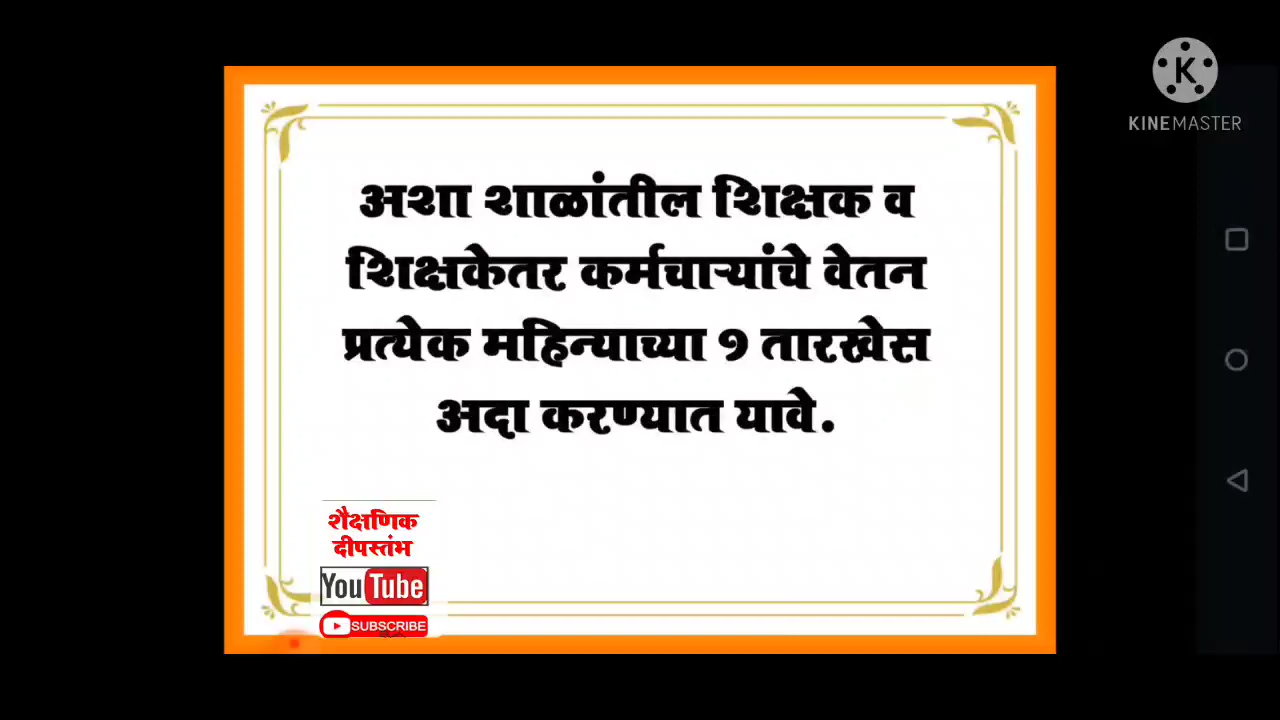 KINEMASTER
अशा शाळांतील शिक्षक व
शिक्षकेतर कर्मचाऱ्यांचे वेतन
प्रत्येक महिन्याच्या १ तारखेस
अदा करण्यात यावे.
शैक्षणिक
दीपस्तंभ
YouTube
SUBSCRIBE